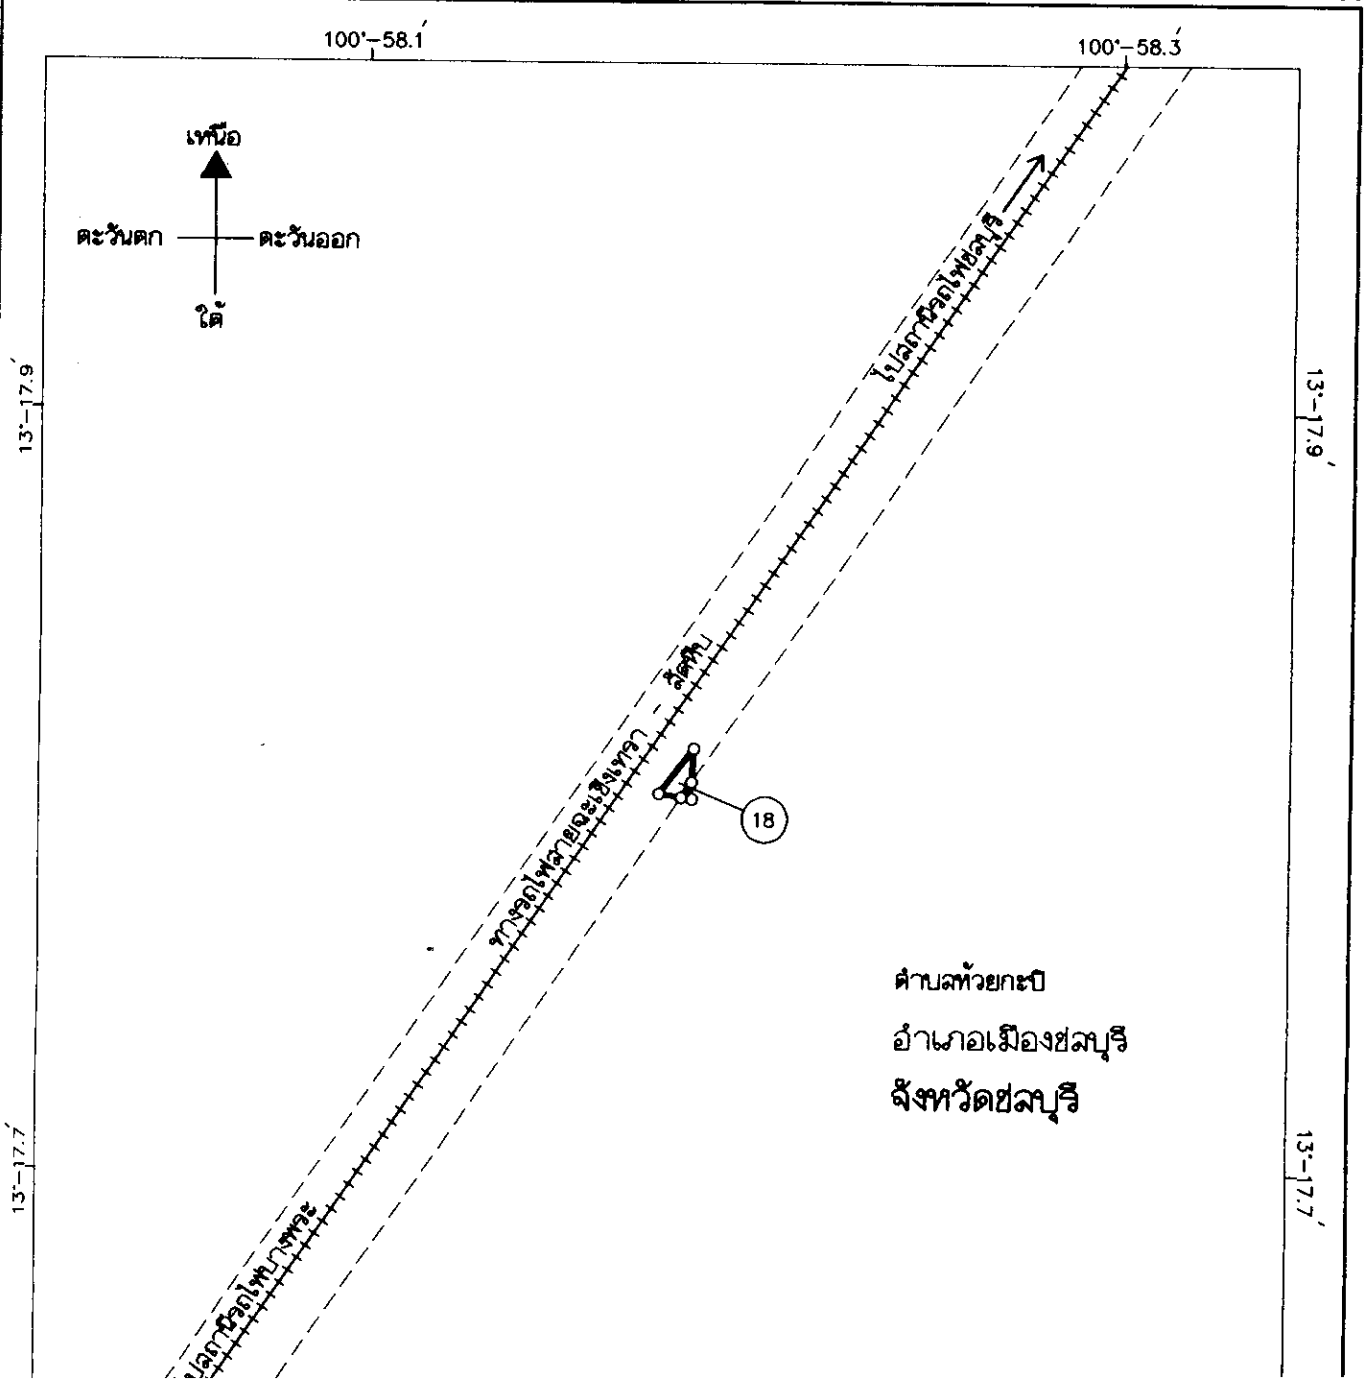 100°-58.1′
100°-58.3′
เหนือ
ตะวันตก
ตะวันออก
ใต้
13°-17.9′
13°-17.9′
ไปสถานีรถไฟชลบุรี
ทางรถไฟสายฉะเชิงเทรา - สัตหีบ
18
ตำบลห้วยกะปิ
อำเภอเมืองชลบุรี
จังหวัดชลบุรี
13°-17.7′
13°-17.7′
ไปสถานีรถไฟบางพระ